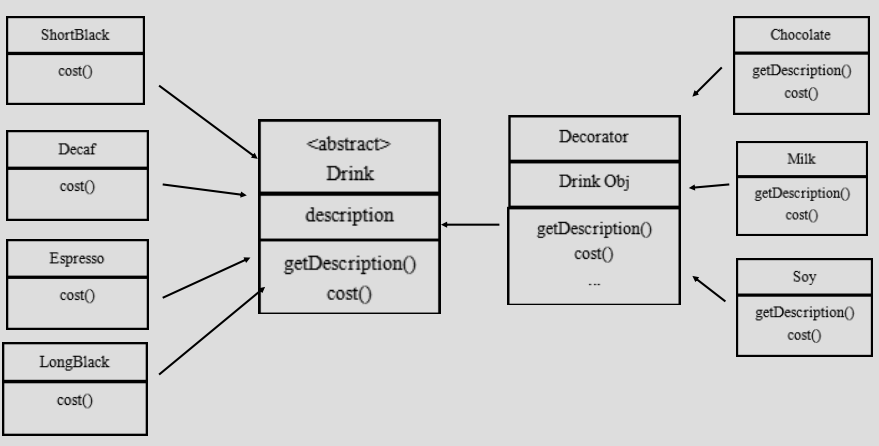 ShortBlack
cost()
Decaf
cost()
Espresso
cost()
LongBlack
cost()
<abstract>
Drink
description
getDescription()
cost()
Decorator
Drink Obj
getDescription()
cost()
...
Chocolate
getDescription()
cost()
Milk
getDescription()
cost()
Soy
getDescription()
cost()